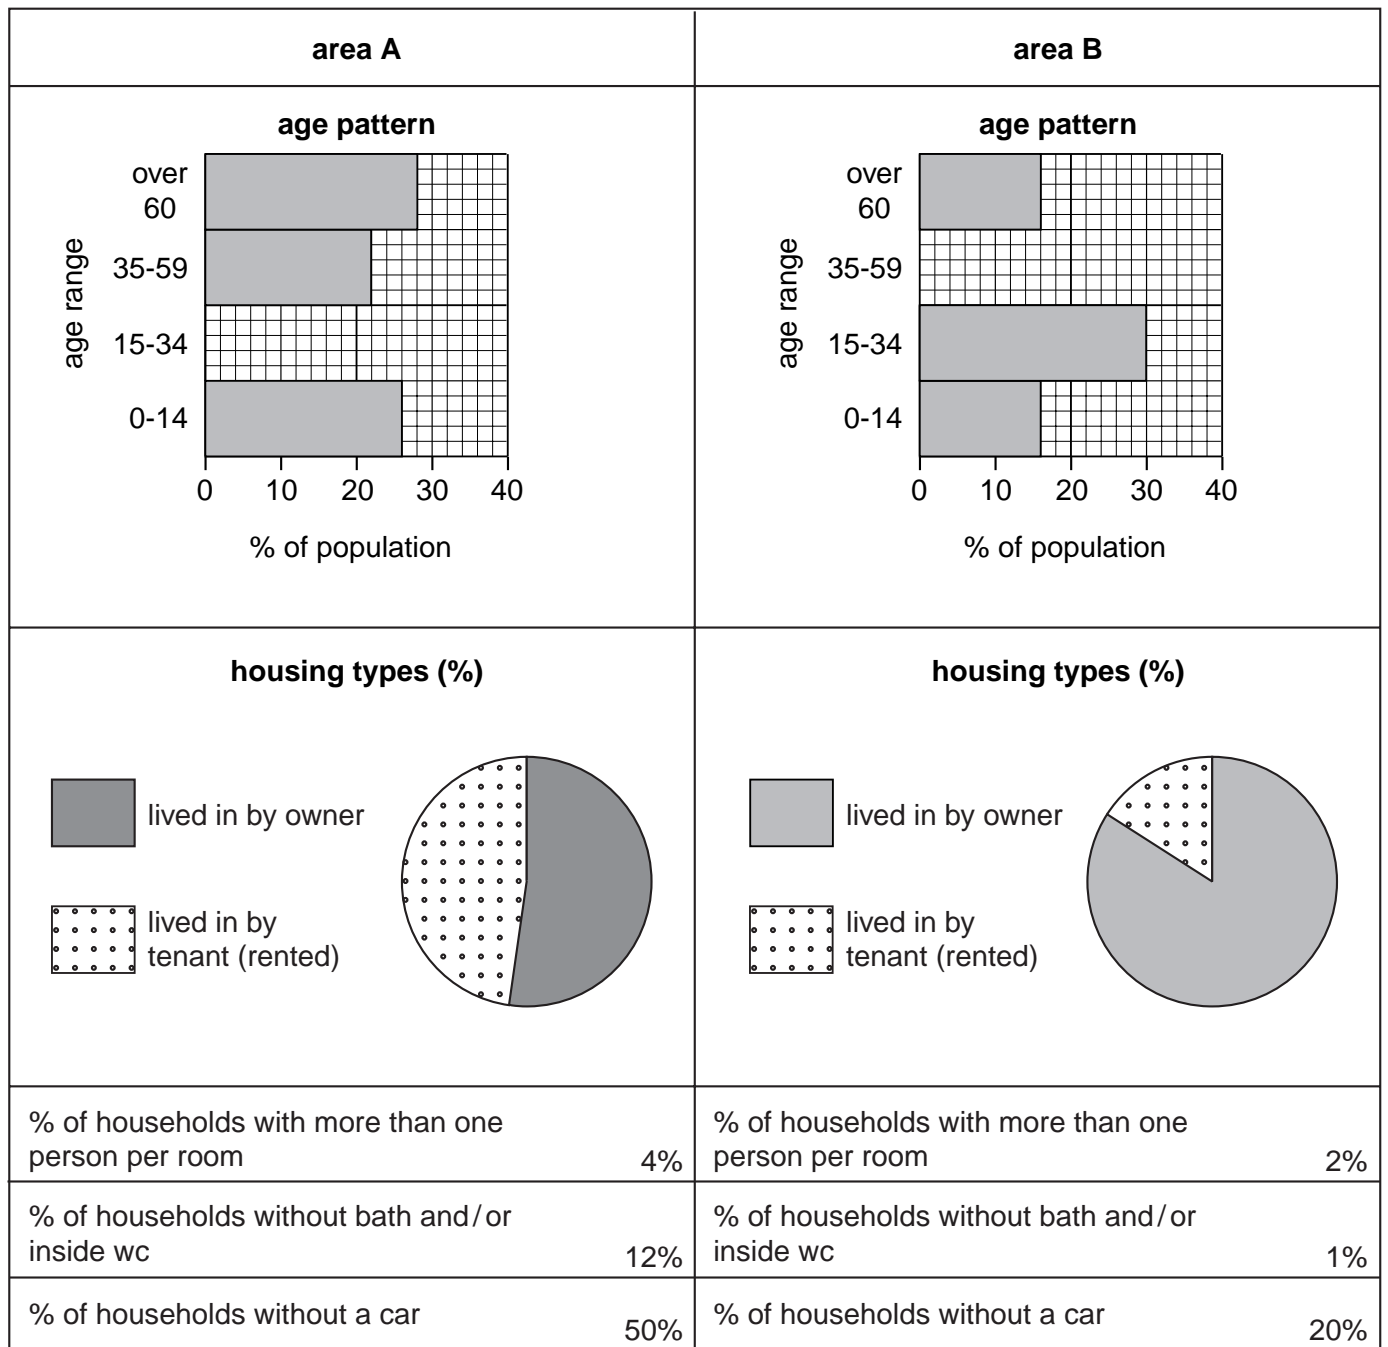 area A
area B
age pattern
over
60
35-59
15-34
0-14
age range
0 10 20 30 40
% of population
age pattern
over
60
35-59
15-34
0-14
age range
0 10 20 30 40
% of population
housing types (%)
lived in by owner
lived in by
tenant (rented)
housing types (%)
lived in by owner
lived in by
tenant (rented)
% of households with more than one
person per room 4%
% of households with more than one
person per room 2%
% of households without bath and/or
inside wc 12%
% of households without bath and/or
inside wc 1%
% of households without a car 50%
% of households without a car 20%